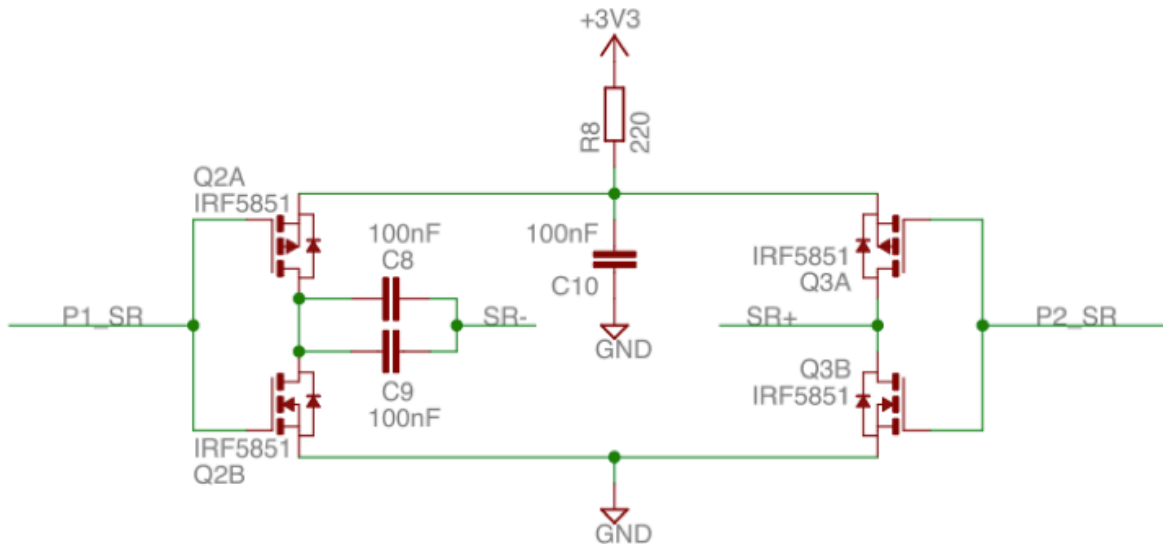 +3V3
R8
220
Q2A
IRF5851
100nF
C8
100nF
C10
IRF5851
Q3A
P1_SR
SR-
SR+
P2_SR
GND
Q3B
IRF5851
C9
100nF
IRF5851
Q2B
GND